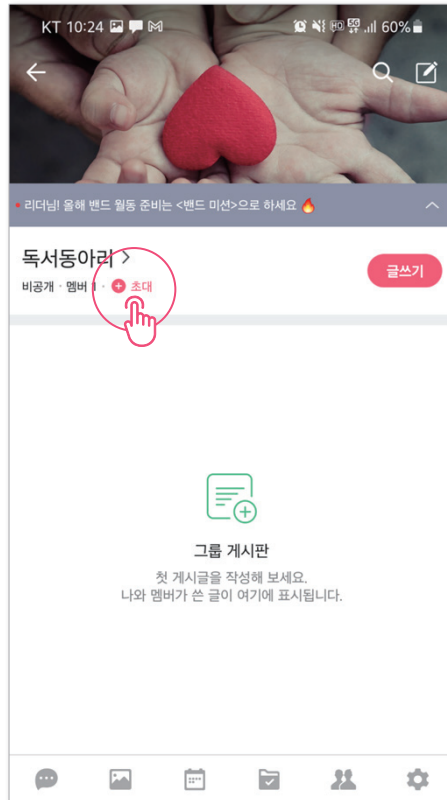 KT 10:24 HD 5G 60%
리더님! 올해 밴드 월동 준비는 <밴드 미션>으로 하세요
독서동아리 >
글쓰기
비공개 · 멤버 1 · 초대
그룹 게시판
첫 게시글을 작성해 보세요.
나와 멤버가 쓴 글이 여기에 표시됩니다.